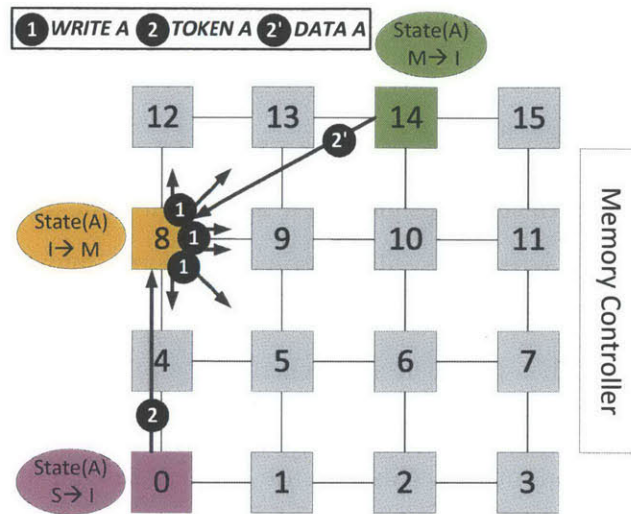 1 WRITE A 2 TOKEN A 2' DATA A
State(A)
M→ I
12 13 14 15
2'
State(A)
I→ M
1
8 1 9 10 11
1
4 5 6 7
2
State(A)
S→ I
0 1 2 3
Memory Controller